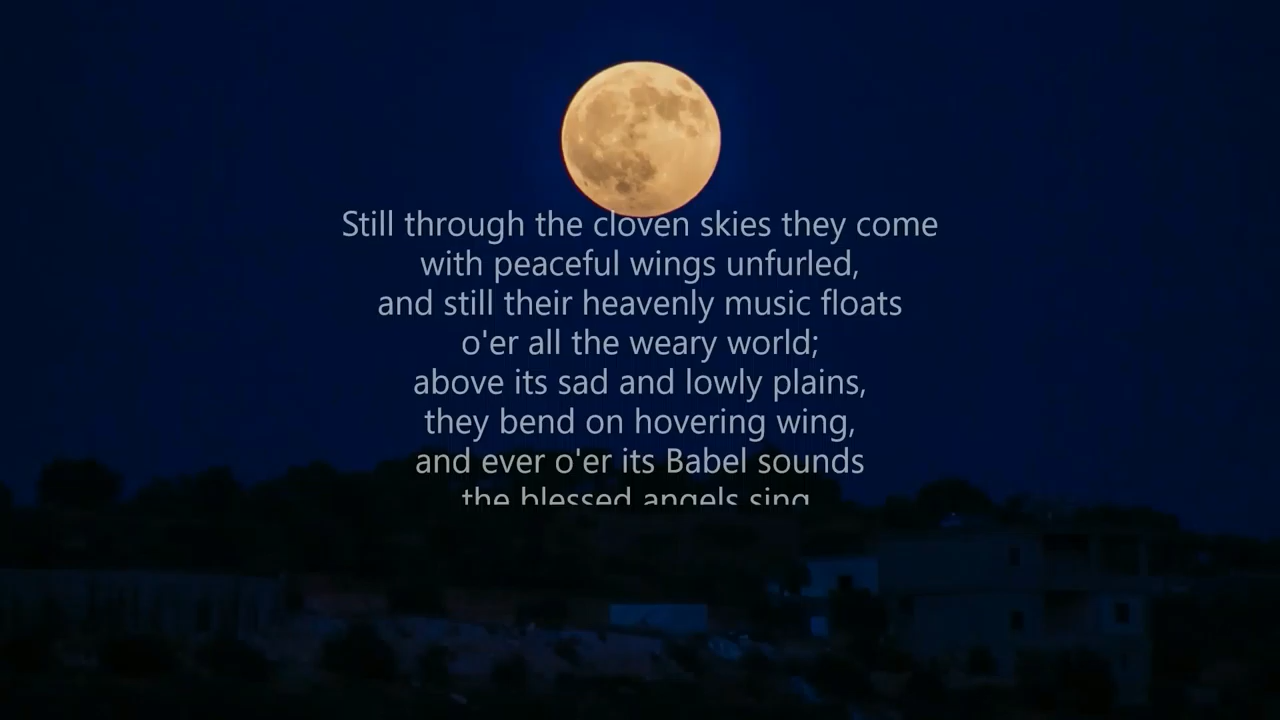 Still through the cloven skies they come
with peaceful wings unfurled,
and still their heavenly music floats
o'er all the weary world;
above its sad and lowly plains,
they bend on hovering wing,
and ever o'er its Babel sounds
the blessed angels sing